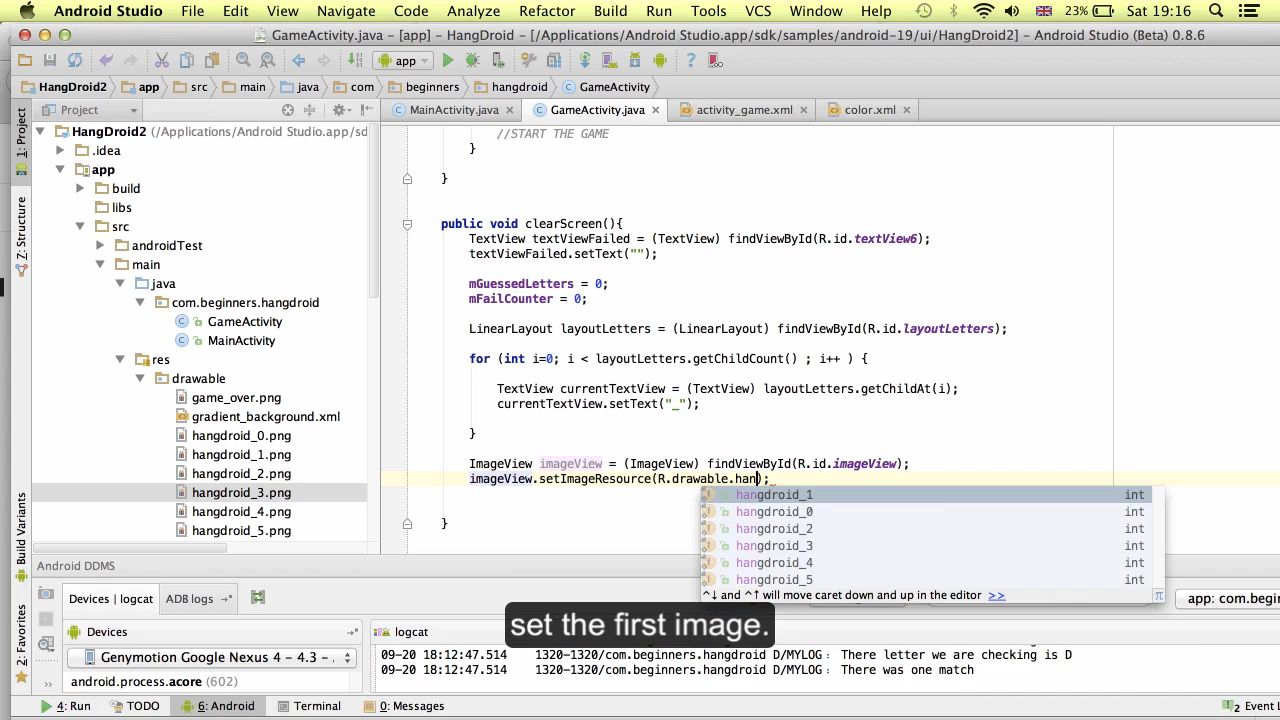 Android Studio File Edit View Navigate Code Analyze Refactor Build Run Tools VCS Window Help 23% Sat 19:16
GameActivity.java - [app] - HangDroid2 - [/Applications/Android Studio.app/sdk/samples/android-19/ui/HangDroid2] - Android Studio (Beta) 0.8.6
app
HangDroid2 app src main java com beginners hangdroid GameActivity
1: Project
Z: Structure
Build Variants
2: Favorites
Project
MainActivity.java GameActivity.java activity_game.xml color.xml
HangDroid2 (/Applications/Android Studio.app/sd
.idea
app
build
libs
src
androidTest
main
java
com.beginners.hangdroid
GameActivity
MainActivity
res
drawable
game_over.png
gradient_background.xml
hangdroid_0.png
hangdroid_1.png
hangdroid_2.png
hangdroid_3.png
hangdroid_4.png
hangdroid_5.png
//START THE GAME
}
}
public void clearScreen(){
TextView textViewFailed = (TextView) findViewById(R.id.textView6);
textViewFailed.setText("");
mGuessedLetters = 0;
mFailCounter = 0;
LinearLayout layoutLetters = (LinearLayout) findViewById(R.id.layoutLetters);
for (int i=0; i < layoutLetters.getChildCount() ; i++ ) {
TextView currentTextView = (TextView) layoutLetters.getChildAt(i);
currentTextView.setText("_");
}
ImageView imageView = (ImageView) findViewById(R.id.imageView);
imageView.setImageResource(R.drawable.han);
}
hangdroid_1 int
hangdroid_0 int
hangdroid_2 int
hangdroid_3 int
hangdroid_4 int
hangdroid_5 int
^↓ and ^↑ will move caret down and up in the editor >> π
Android DDMS
Devices | logcat ADB logs
app: com.begin
Devices
logcat
Genymotion Google Nexus 4 - 4.3 - .
android.process.acore (602)
09-20 18:12:47.514 1320-1320/com.beginners.hangdroid D/MYLOG: There letter we are checking is D
09-20 18:12:47.514 1320-1320/com.beginners.hangdroid D/MYLOG: There was one match
set the first image.
4: Run TODO 6: Android Terminal 0: Messages 2 Event L